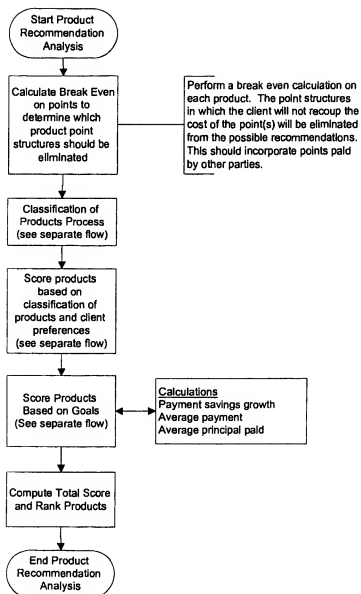 Start Product
Recommendation
Analysis
Calculate Break Even
on points to
determine which
product point
structures should be
eliminated
Perform a break even calculation on
each product. The point structures
in which the client will not recoup the
cost of the point(s) will be eliminated
from the possible recommendations.
This should incorporate points paid
by other parties.
Classification of
Products Process
(see separate flow)
Score products
based on
classification of
products and client
preferences
(see separate flow)
Score Products
Based on Goals
(See separate flow)
Calculations
Payment savings growth
Average payment
Average principal paid
Compute Total Score
and Rank Products
End Product
Recommendation
Analysis